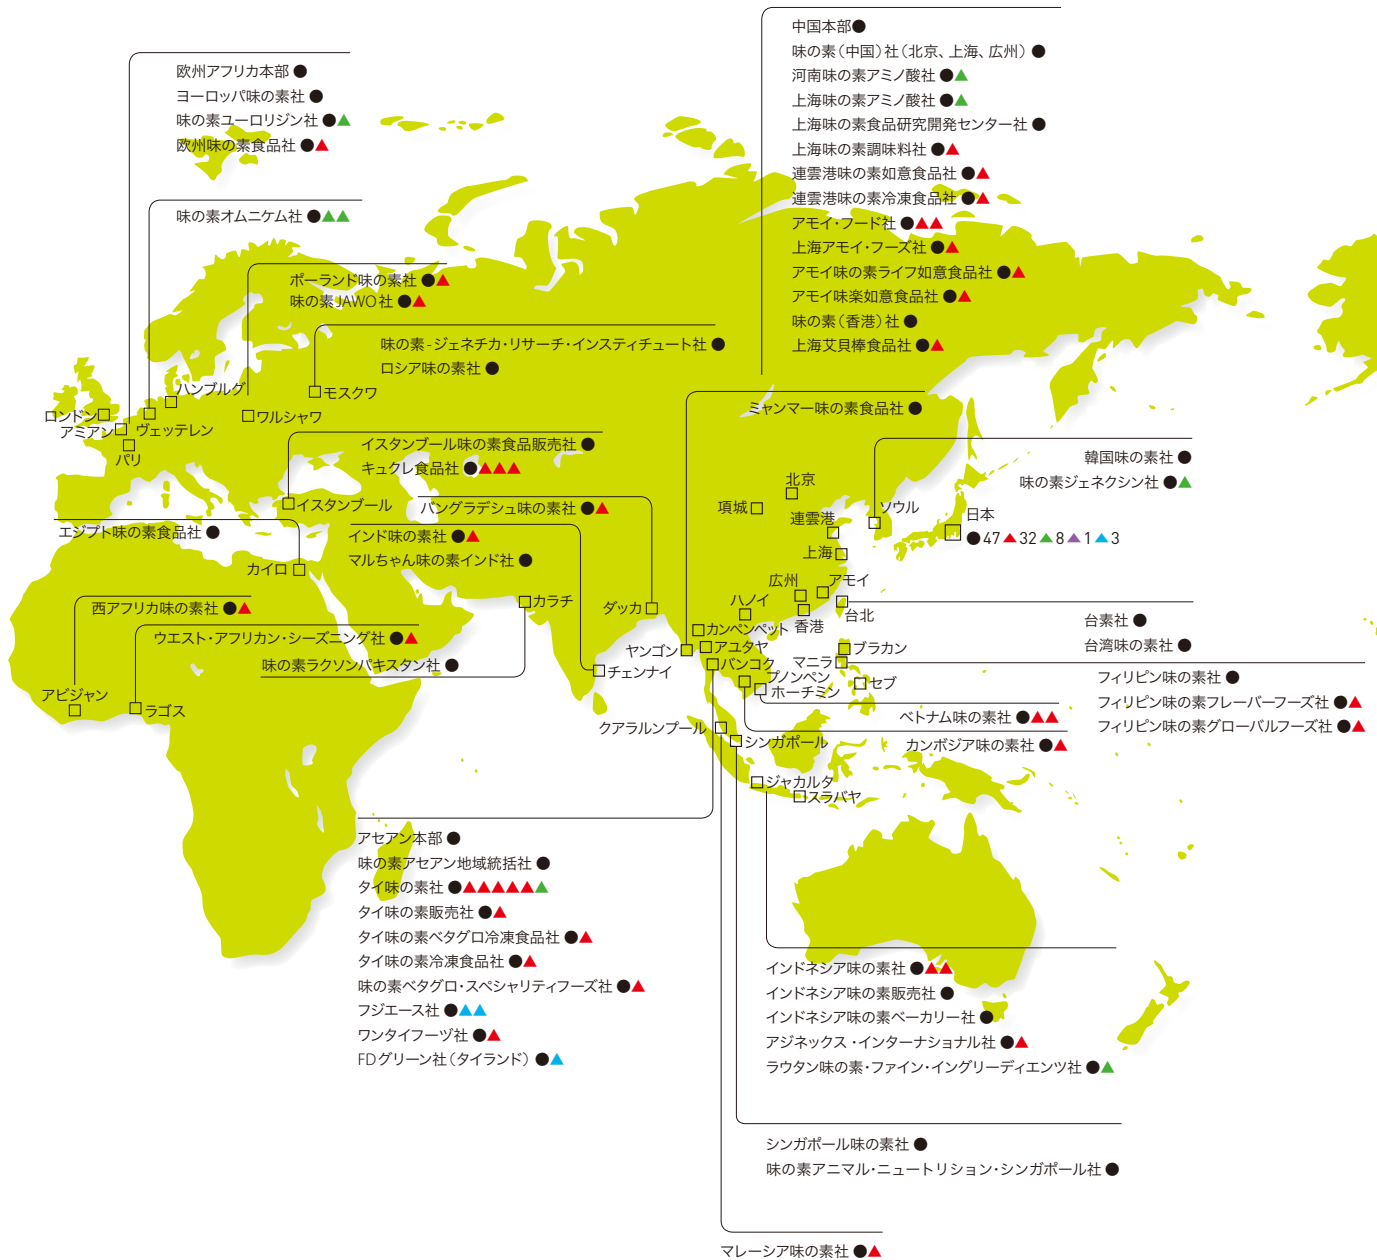 中国本部●
味の素（中国）社（北京、上海、広州）●
河南味の素アミノ酸社 ●▲
上海味の素アミノ酸社 ●▲
上海味の素食品研究開発センター社 ●
上海味の素調味料社 ●▲
連雲港味の素如意食品社 ●▲
連雲港味の素冷凍食品社 ●▲
アモイ・フード社 ●▲▲
上海アモイ・フーズ社 ●▲
アモイ味の素ライフ如意食品社 ●▲
アモイ味楽如意食品社 ●▲
味の素（香港）社 ●
上海艾貝棒食品社 ●▲
欧州アフリカ本部 ●
ヨーロッパ味の素社 ●
味の素ユーロリジン社 ●▲
欧州味の素食品社 ●▲
味の素オムニケム社 ●▲▲
ポーランド味の素社 ●▲
味の素JAWO社 ●▲
味の素-ジェネチカ・リサーチ・インスティチュート社 ●
ロシア味の素社 ●
ハンブルグ
モスクワ
ロンドン
ワルシャワ
アミアン
ヴェッテレン
パリ
ミャンマー味の素食品社 ●
イスタンブール味の素食品販売社 ●
キュクレ食品社 ●▲▲▲
イスタンブール
バングラデシュ味の素社 ●▲
韓国味の素社 ●
味の素ジェネクシン社 ●▲
北京
項城
連雲港
ソウル
日本
●47 ▲32 ▲8 ▲1 ▲3
上海
エジプト味の素食品社 ●
インド味の素社 ●▲
マルちゃん味の素インド社 ●
カイロ
広州
アモイ
西アフリカ味の素社 ●▲
カラチ
ダッカ
ハノイ
香港
台北
台素社 ●
台湾味の素社 ●
ウエスト・アフリカン・シーズニング社 ●▲
味の素ラクソンパキスタン社 ●
カンペンペット
アユタヤ
ヤンゴン
バンコク
チェンナイ
ブラカン
マニラ
プノンペン
セブ
ホーチミン
フィリピン味の素社 ●
フィリピン味の素フレーバーフーズ社 ●▲
フィリピン味の素グローバルフーズ社 ●▲
アビジャン
ラゴス
ベトナム味の素社 ●▲▲
カンボジア味の素社 ●▲
クアラルンプール
シンガポール
ジャカルタ
スラバヤ
アセアン本部 ●
味の素アセアン地域統括社 ●
タイ味の素社 ●▲▲▲▲▲▲
タイ味の素販売社 ●▲
タイ味の素ベタグロ冷凍食品社 ●▲
タイ味の素冷凍食品社 ●▲
味の素ベタグロ・スペシャリティフーズ社 ●▲
フジエース社 ●▲▲
ワンタイフーヅ社 ●▲
FDグリーン社（タイランド）●▲
インドネシア味の素社 ●▲▲
インドネシア味の素販売社 ●
インドネシア味の素ベーカリー社 ●
アジネックス・インターナショナル社 ●▲
ラウタン味の素・ファイン・イングリーディエンツ社 ●▲
シンガポール味の素社 ●
味の素アニマル・ニュートリション・シンガポール社 ●
マレーシア味の素社 ●▲